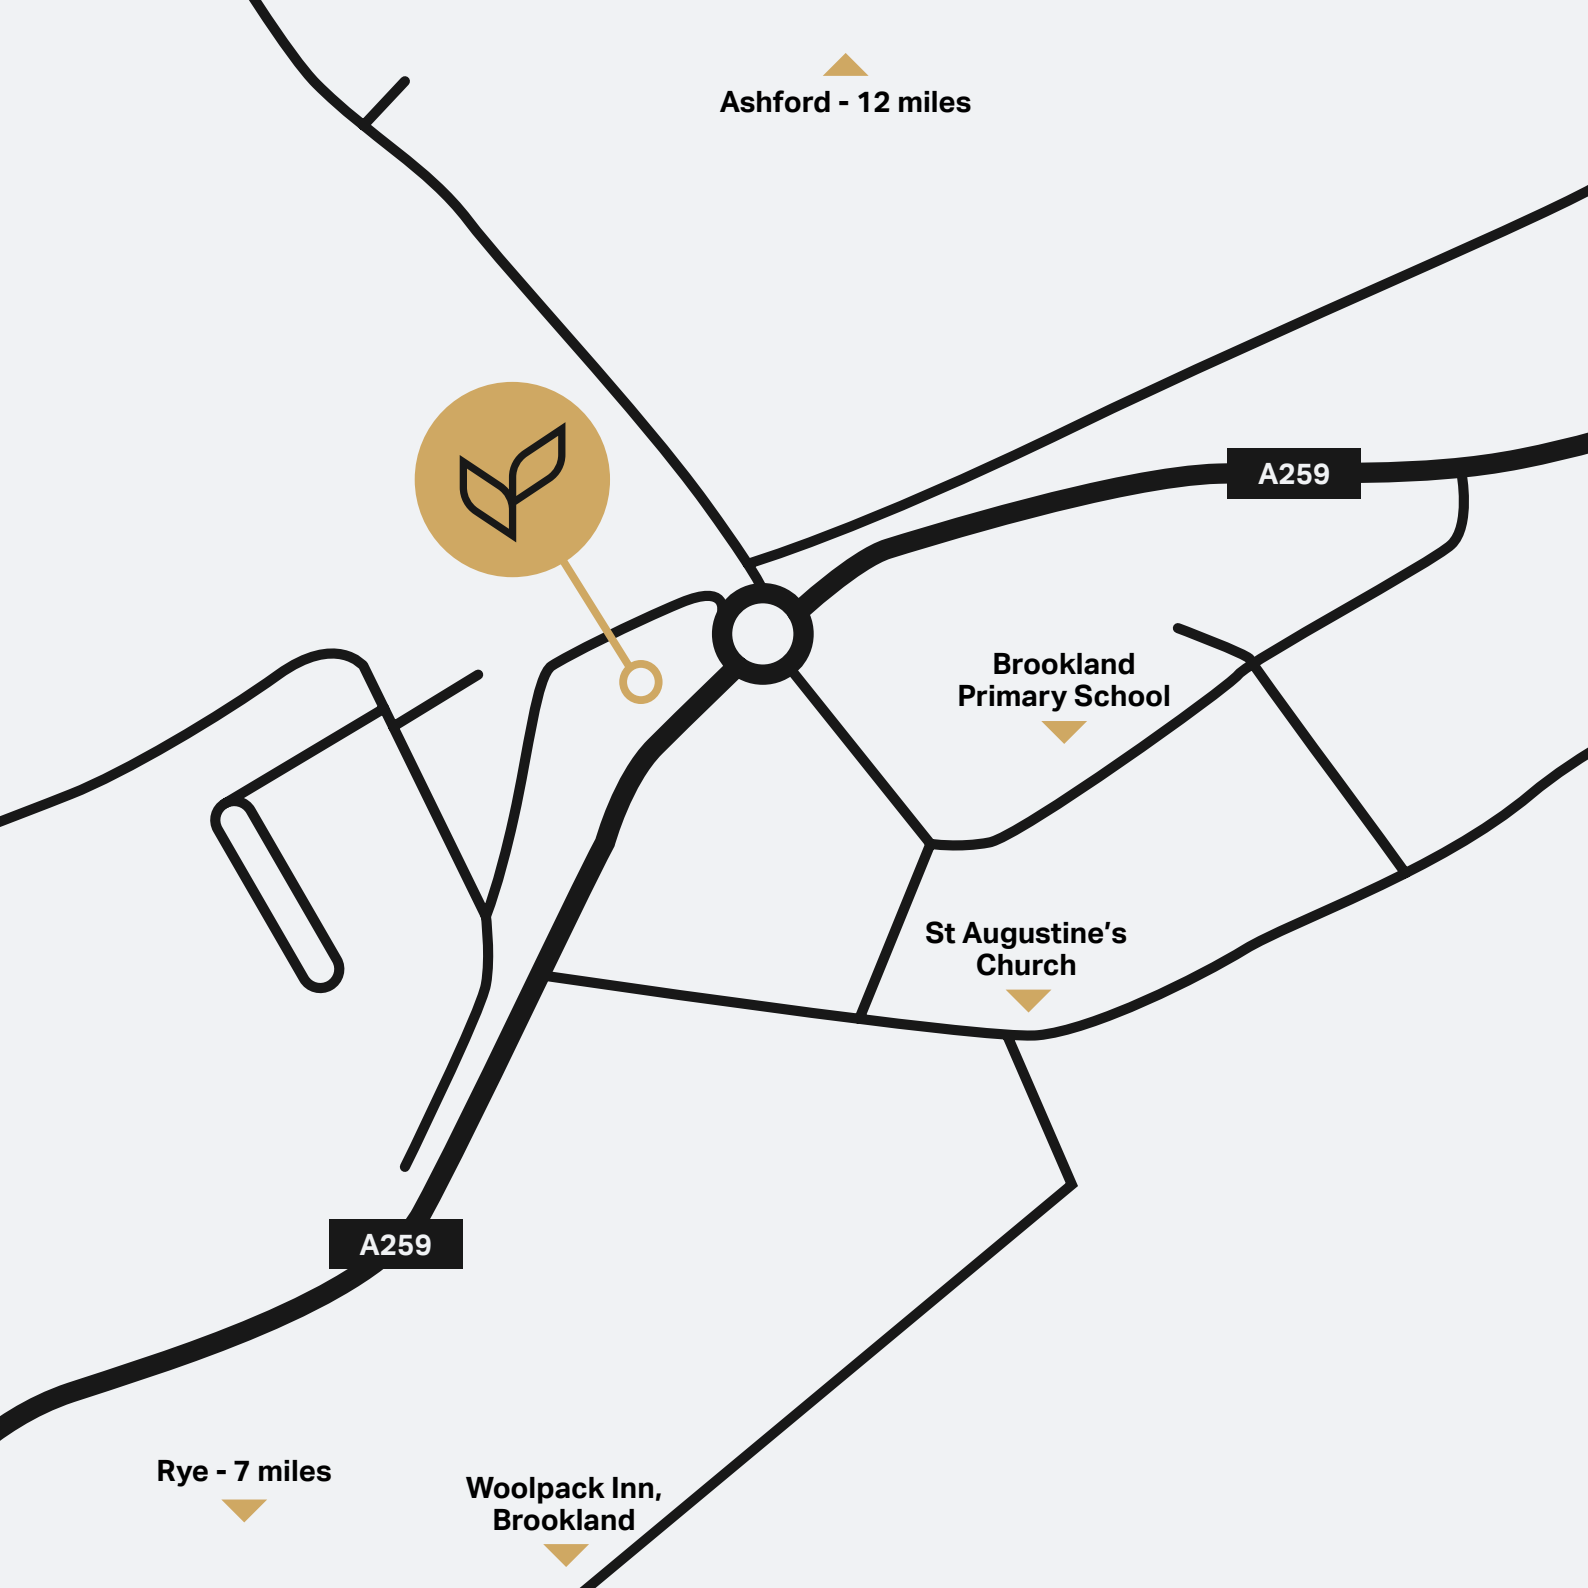 Ashford - 12 miles
A259
Brookland
Primary School
St Augustine’s
Church
A259
Rye - 7 miles
Woolpack Inn,
Brookland